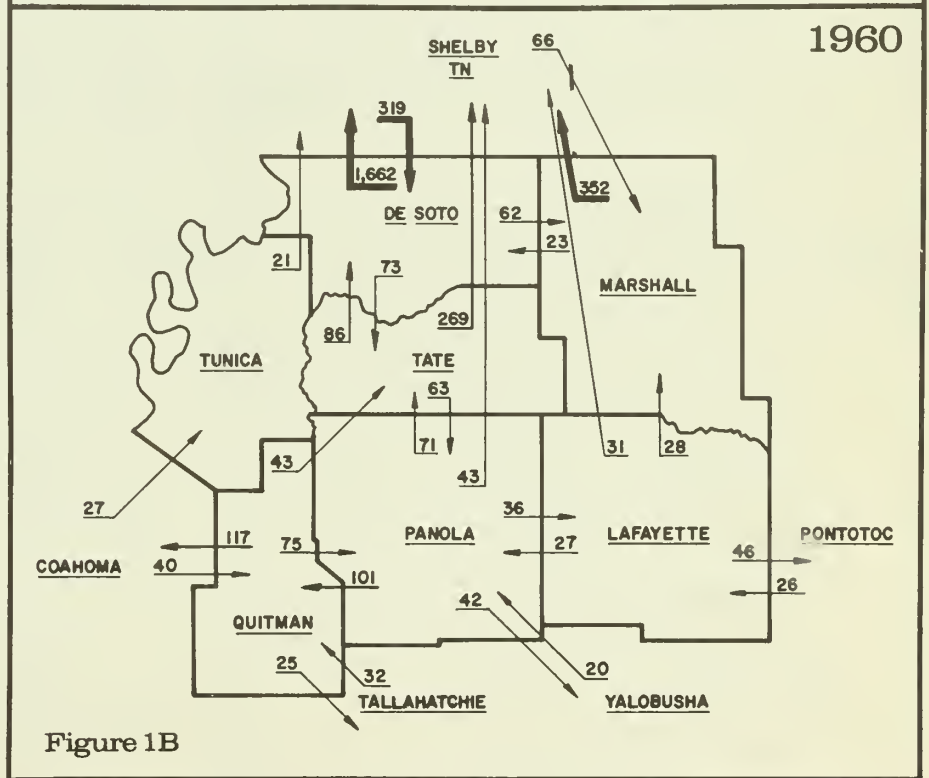 1960
SHELBY
TN
66
319
1,662
352
DE SOTO
62
23
21
73
MARSHALL
86
269
TUNICA
TATE
63
71
43
31
28
43
27
36
117
75
PANOLA
27
LAFAYETTE
46
PONTOTOC
COAHOMA
40
101
26
42
QUITMAN
25
32
20
TALLAHATCHIE
YALOBUSHA
Figure 1B